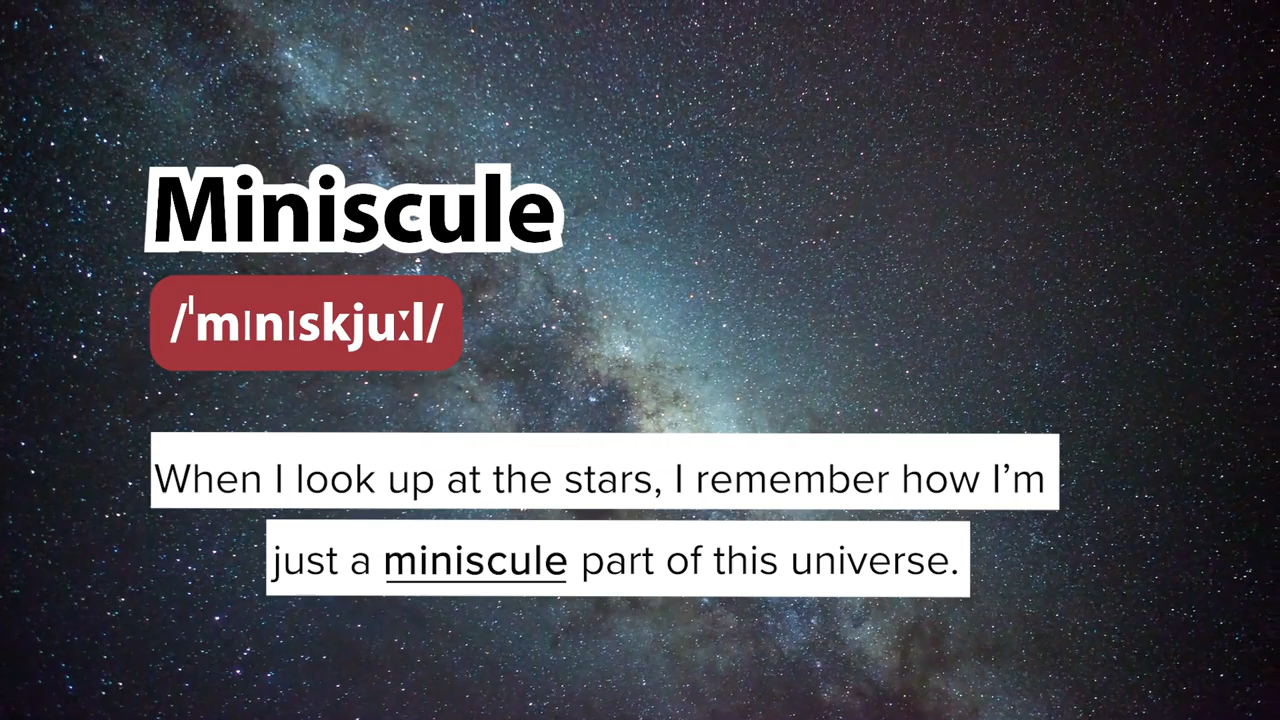 Miniscule
/ˈmɪnɪskjuːl/
When I look up at the stars, I remember how I’m
just a miniscule part of this universe.